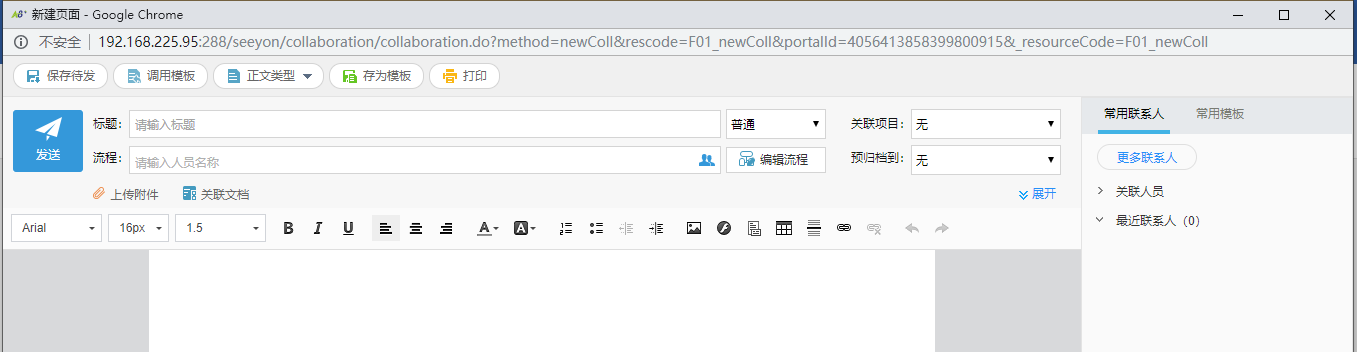 A8+ 新建页面 - Google Chrome
不安全 192.168.225.95:288/seeyon/collaboration/collaboration.do?method=newColl&rescode=F01_newColl&portalId=4056413858399800915&_resourceCode=F01_newColl
保存待发 调用模板 正文类型 存为模板 打印
发送
标题: 请输入标题 普通 关联项目: 无
流程: 请输入人员名称 编辑流程 预归档到: 无
上传附件 关联文档 展开
Arial 16px 1.5 B I U A A
常用联系人 常用模板
更多联系人
关联人员
最近联系人（0）